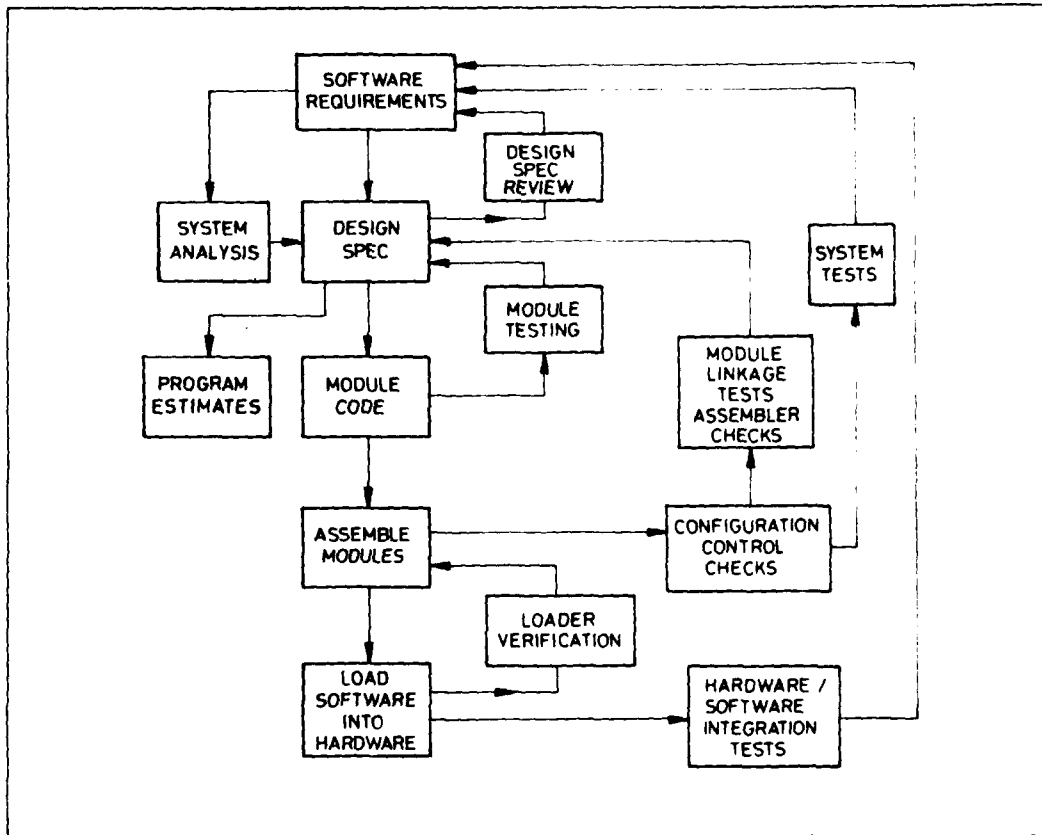 SOFTWARE
REQUIREMENTS
DESIGN
SPEC
REVIEW
SYSTEM
ANALYSIS
DESIGN
SPEC
SYSTEM
TESTS
MODULE
TESTING
PROGRAM
ESTIMATES
MODULE
CODE
MODULE
LINKAGE
TESTS
ASSEMBLER
CHECKS
ASSEMBLE
MODULES
CONFIGURATION
CONTROL
CHECKS
LOADER
VERIFICATION
LOAD
SOFTWARE
INTO
HARDWARE
HARDWARE /
SOFTWARE
INTEGRATION
TESTS